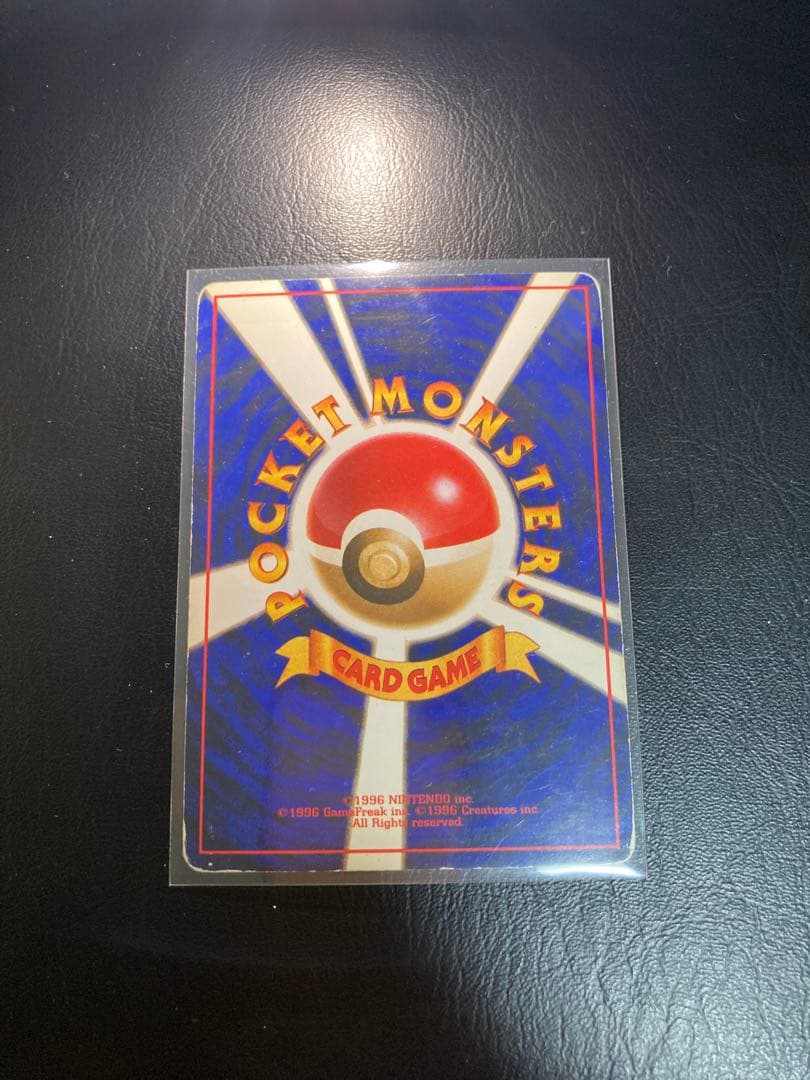 POCKET MONSTERS
CARD GAME
©1996 NINTENDO inc.
©1996 GameFreak inc. ©1996 Creatures inc.
All Rights reserved.